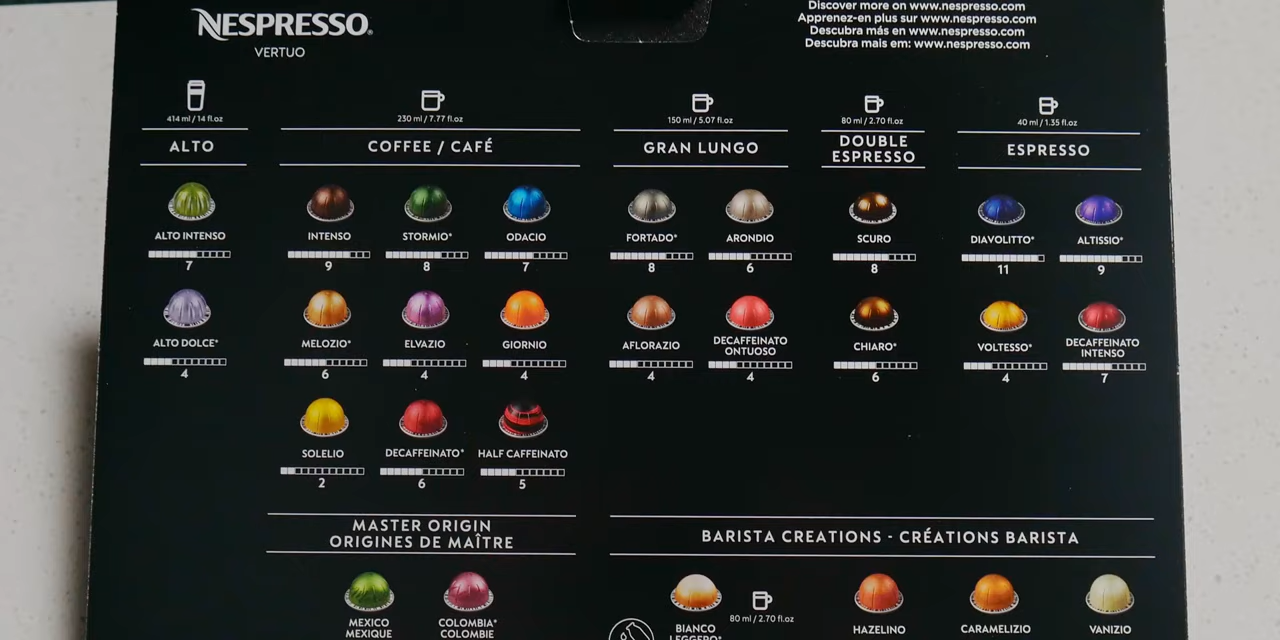 NESPRESSO®
VERTUO
Discover more on www.nespresso.com
Apprenez-en plus sur www.nespresso.com
Descubra más en www.nespresso.com
Descubra mais em: www.nespresso.com
414 ml / 14 fl.oz
ALTO
ALTO INTENSO
7
ALTO DOLCE*
4
230 ml / 7.77 fl.oz
COFFEE / CAFÉ
INTENSO
9
STORMIO*
8
ODACIO
7
MELOZIO*
6
ELVAZIO
4
GIORNIO
4
SOLELIO
2
DECAFFEINATO*
6
HALF CAFFEINATO
5
150 ml / 5.07 fl.oz
GRAN LUNGO
FORTADO*
8
ARONDIO
6
AFLORAZIO
4
DECAFFEINATO
ONTUOSO
4
80 ml / 2.70 fl.oz
DOUBLE
ESPRESSO
SCURO
8
CHIARO*
6
40 ml / 1.35 fl.oz
ESPRESSO
DIAVOLITTO*
11
ALTISSIO*
9
VOLTESSO*
4
DECAFFEINATO
INTENSO
7
MASTER ORIGIN
ORIGINES DE MAÎTRE
MEXICO
MEXIQUE
COLOMBIA*
COLOMBIE
BARISTA CREATIONS - CRÉATIONS BARISTA
BIANCO
LEGGERO*
80 ml / 2.70 fl.oz
HAZELINO
CARAMELIZIO
VANIZIO